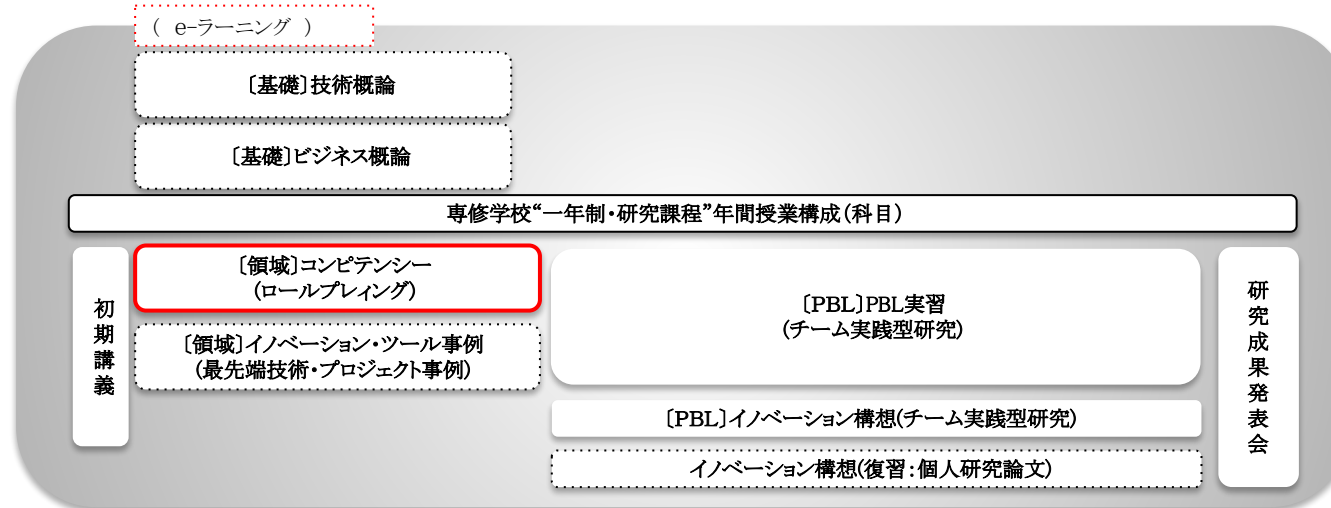 ( e-ラーニング )
〔基礎〕技術概論
〔基礎〕ビジネス概論
専修学校“一年制・研究課程”年間授業構成(科目)
初期講義
〔領域〕コンピテンシー
(ロールプレィング)
〔領域〕イノベーション・ツール事例
(最先端技術・プロジェクト事例)
〔PBL〕PBL実習
(チーム実践型研究)
〔PBL〕イノベーション構想(チーム実践型研究)
イノベーション構想(復習：個人研究論文)
研究成果発表会